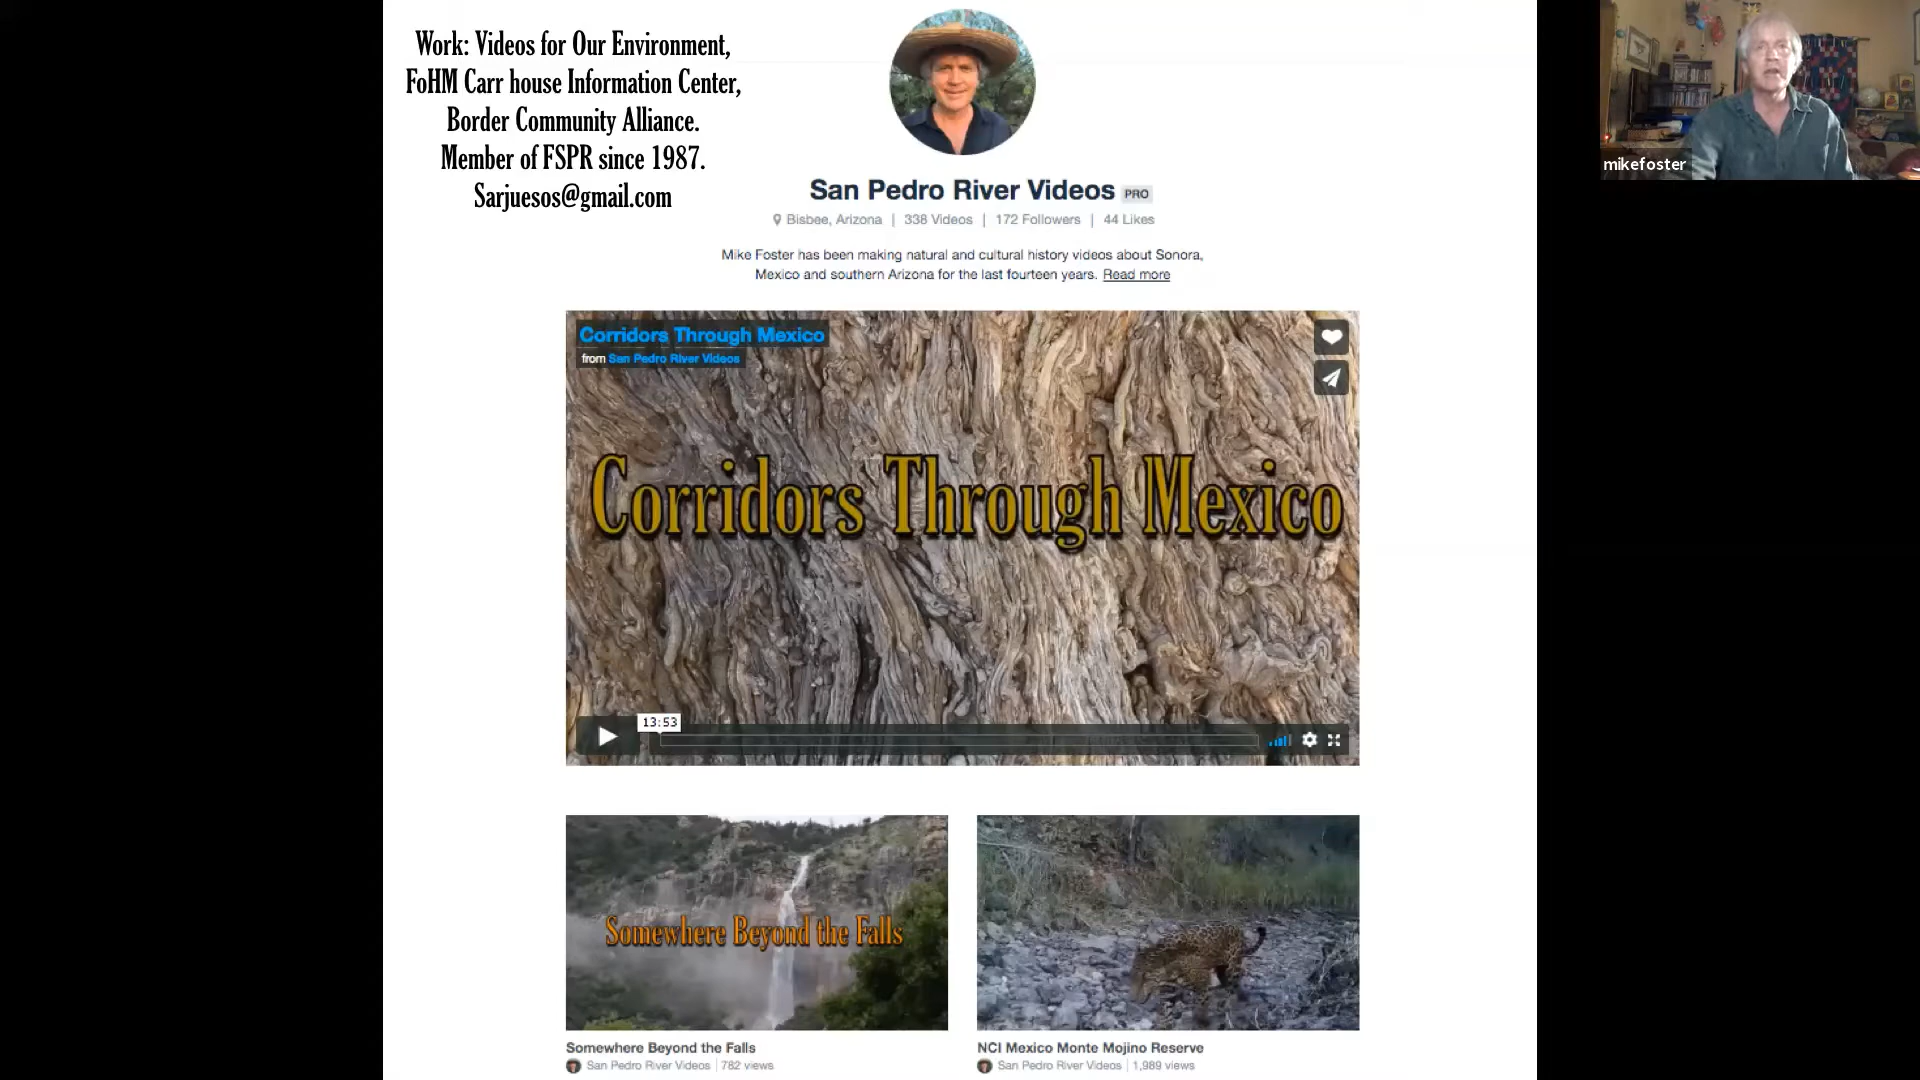 Work: Videos for Our Environment,
FoHM Carr house Information Center,
Border Community Alliance.
Member of FSPR since 1987.
Sarjuesos@gmail.com
mikefoster
San Pedro River Videos PRO
Bisbee, Arizona | 338 Videos | 172 Followers | 44 Likes
Mike Foster has been making natural and cultural history videos about Sonora,
Mexico and southern Arizona for the last fourteen years. Read more
Corridors Through Mexico
from San Pedro River Videos
Corridors Through Mexico
13:53
Somewhere Beyond the Falls
Somewhere Beyond the Falls
San Pedro River Videos | 782 views
NCI Mexico Monte Mojino Reserve
San Pedro River Videos | 1,989 views